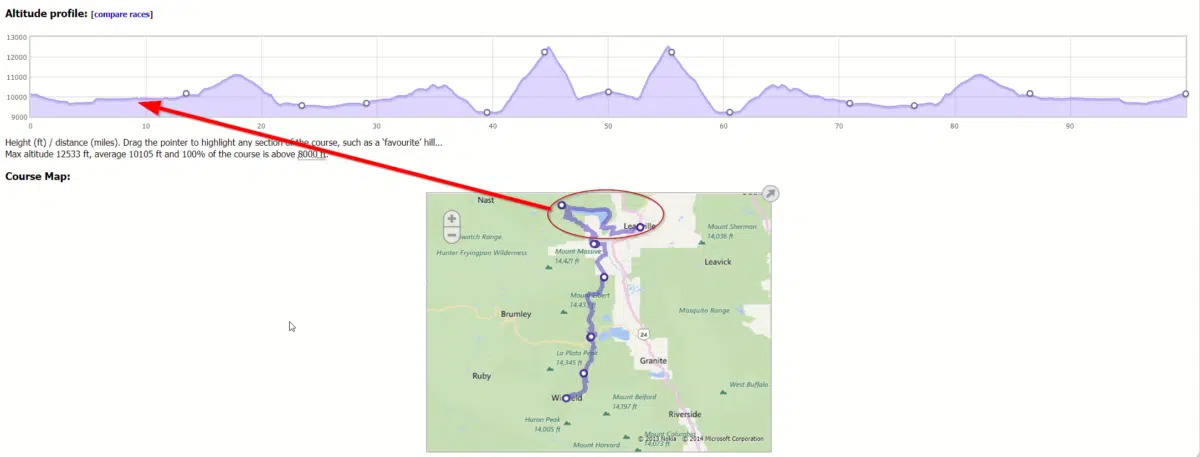 Altitude profile: [compare races]
13000
12000
11000
10000
9000
0 10 20 30 40 50 60 70 80 90
Height (ft) / distance (miles). Drag the pointer to highlight any section of the course, such as a 'favourite' hill...
Max altitude 12533 ft, average 10105 ft and 100% of the course is above 8000 ft.
Course Map:
Nast
Leadville
Mount Sherman
14,036 ft
Range
Hunter Fryingpan Wilderness
Mount Massive
14,421 ft
Leavick
Mount Elbert
14,433 ft
Mosquito Range
Brumley
24
La Plata Peak
14,345 ft
Granite
Ruby
West Buffalo
Winfield
Mount Belford
14,197 ft
Riverside
Huron Peak
14,005 ft
Mount Columbia
14,073 ft
Mount Harvard
© 2013 Nokia © 2014 Microsoft Corporation